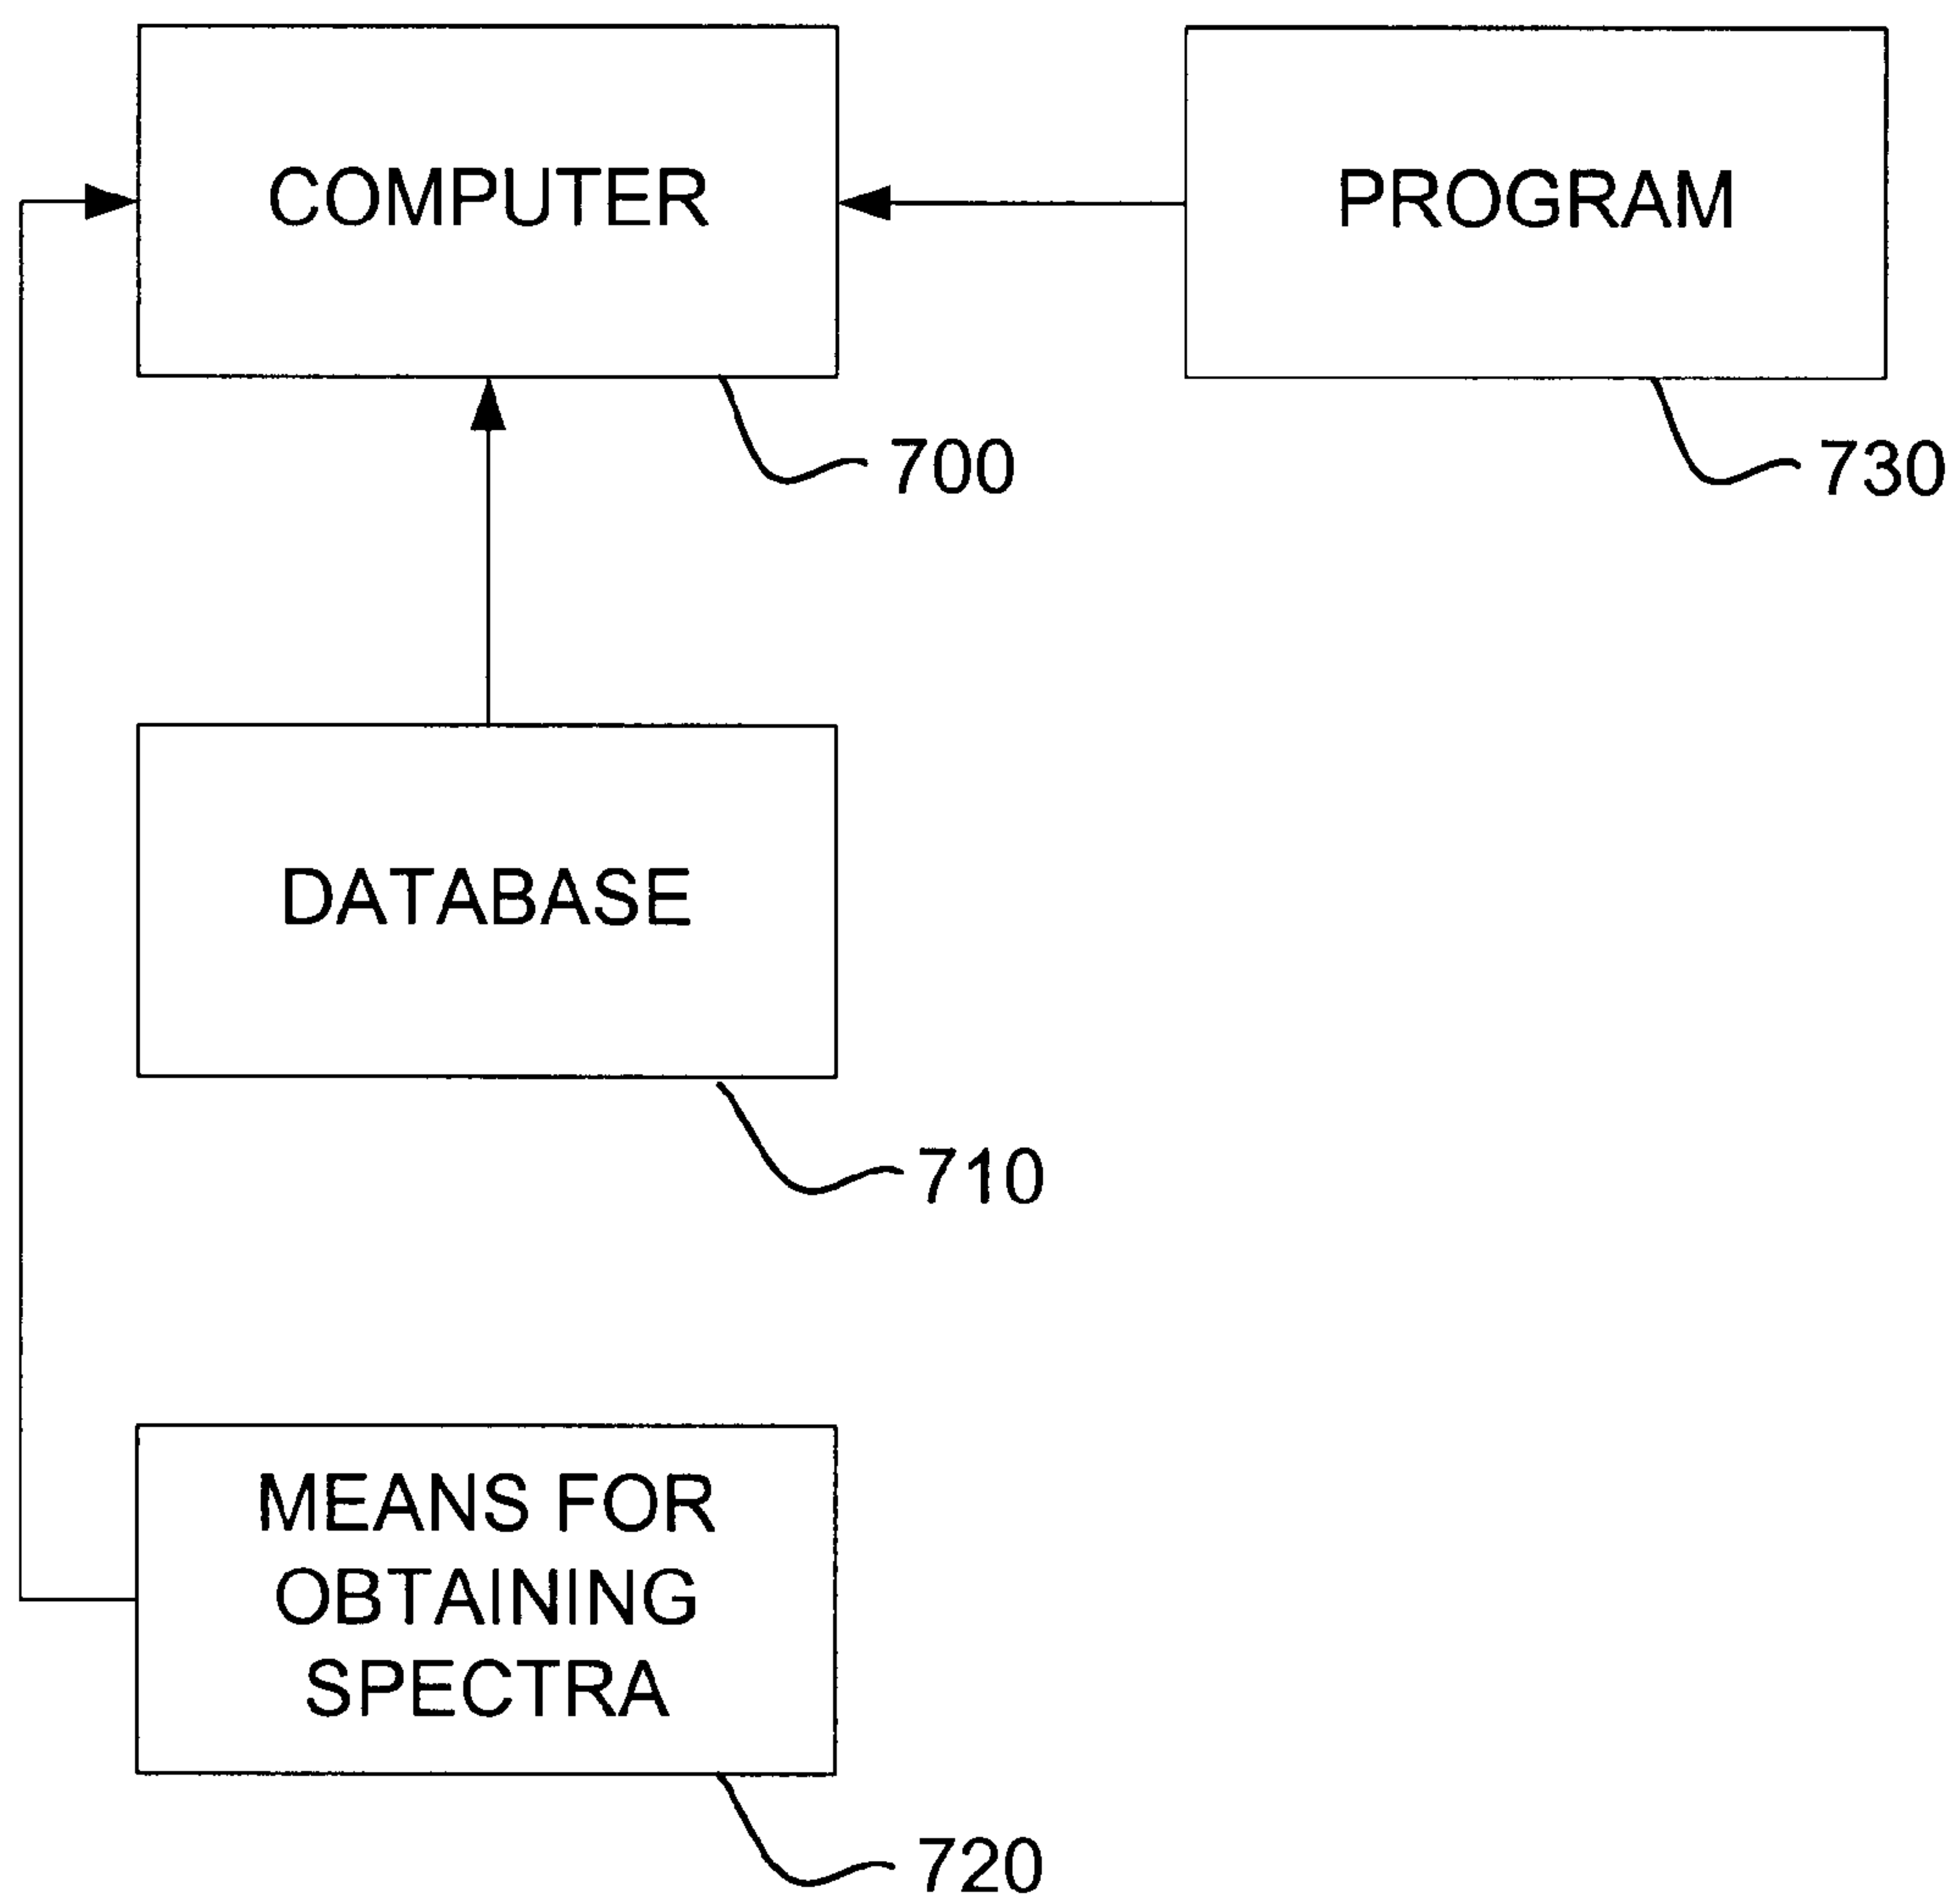 COMPUTER
PROGRAM
700
730
DATABASE
710
MEANS FOR
OBTAINING
SPECTRA
720